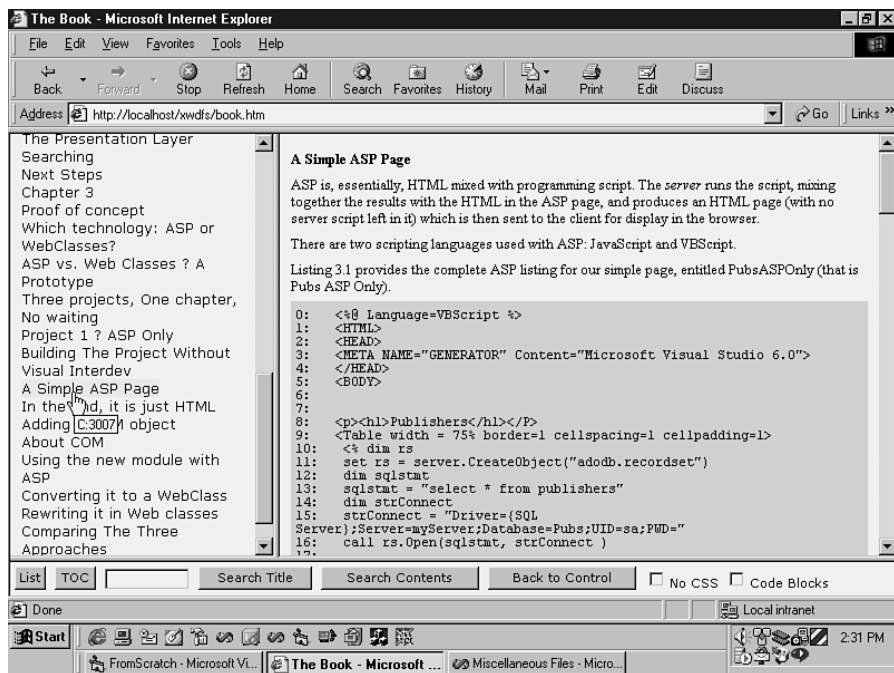 The Book - Microsoft Internet Explorer
File Edit View Favorites Tools Help
Back Forward Stop Refresh Home Search Favorites History Mail Print Edit Discuss
Address http://localhost/xwdfs/book.htm Go Links »
The Presentation Layer
Searching
Next Steps
Chapter 3
Proof of concept
Which technology: ASP or
WebClasses?
ASP vs. Web Classes ? A
Prototype
Three projects, One chapter,
No waiting
Project 1 ? ASP Only
Building The Project Without
Visual Interdev
A Simple ASP Page
In the nd, it is just HTML
Adding C:3007 object
About COM
Using the new module with
ASP
Converting it to a WebClass
Rewriting it in Web classes
Comparing The Three
Approaches
A Simple ASP Page
ASP is, essentially, HTML mixed with programming script. The server runs the script, mixing
together the results with the HTML in the ASP page, and produces an HTML page (with no
server script left in it) which is then sent to the client for display in the browser.
There are two scripting languages used with ASP: JavaScript and VBScript.
Listing 3.1 provides the complete ASP listing for our simple page, entitled PubsASPOnly (that is
Pubs ASP Only).
0: <%@ Language=VBScript %>
1: <HTML>
2: <HEAD>
3: <META NAME="GENERATOR" Content="Microsoft Visual Studio 6.0">
4: </HEAD>
5: <BODY>
6:
7:
8: <p><h1>Publishers</h1></P>
9: <Table width = 75% border=1 cellspacing=1 cellpadding=1>
10: <% dim rs
11: set rs = server.CreateObject("adodb.recordset")
12: dim sqlstmt
13: sqlstmt = "select * from publishers"
14: dim strConnect
15: strConnect = "Driver={SQL
Server};Server=myServer;Database=Pubs;UID=sa;PWD="
16: call rs.Open(sqlstmt, strConnect )
List TOC Search Title Search Contents Back to Control No CSS Code Blocks
Done Local intranet
Start 2:31 PM
FromScratch - Microsoft Vi... The Book - Microsoft ... Miscellaneous Files - Micro...